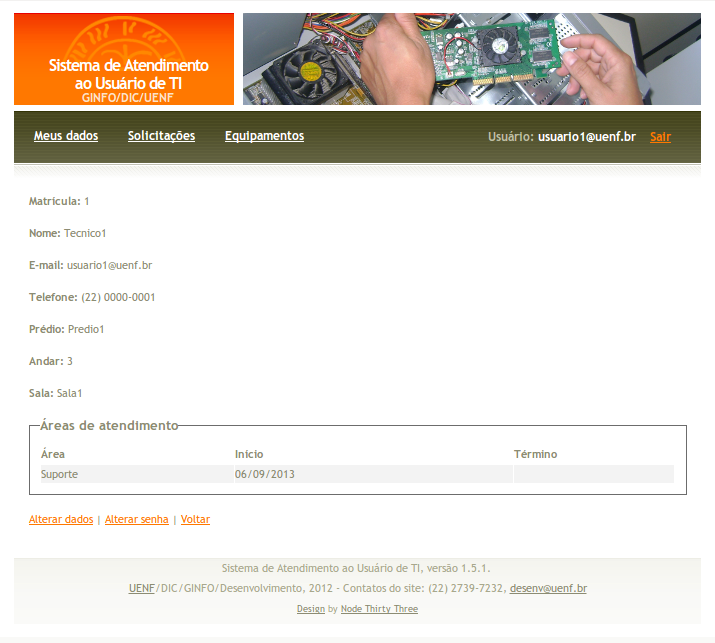 Sistema de Atendimento
ao Usuário de TI
GINFO/DIC/UENF
Meus dados Solicitações Equipamentos Usuário: usuario1@uenf.br Sair
Matrícula: 1
Nome: Tecnico1
E-mail: usuario1@uenf.br
Telefone: (22) 0000-0001
Prédio: Predio1
Andar: 3
Sala: Sala1
Áreas de atendimento
Área Início Término
Suporte 06/09/2013
Alterar dados | Alterar senha | Voltar
Sistema de Atendimento ao Usuário de TI, versão 1.5.1.
UENF/DIC/GINFO/Desenvolvimento, 2012 - Contatos do site: (22) 2739-7232, desenv@uenf.br
Design by Node Thirty Three